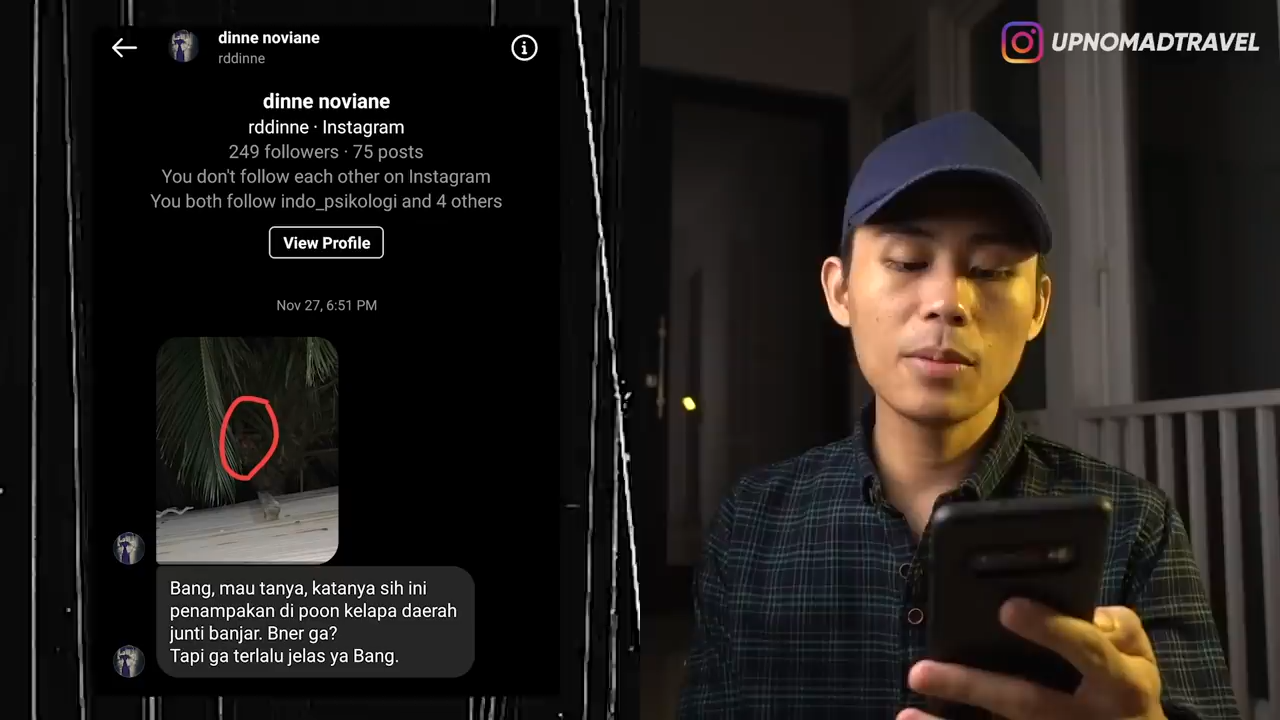 dinne noviane
rddinne
dinne noviane
rddinne · Instagram
249 followers · 75 posts
You don't follow each other on Instagram
You both follow indo_psikologi and 4 others
View Profile
Nov 27, 6:51 PM
Bang, mau tanya, katanya sih ini
penampakan di poon kelapa daerah
junti banjar. Bner ga?
Tapi ga terlalu jelas ya Bang.
UPNOMADTRAVEL